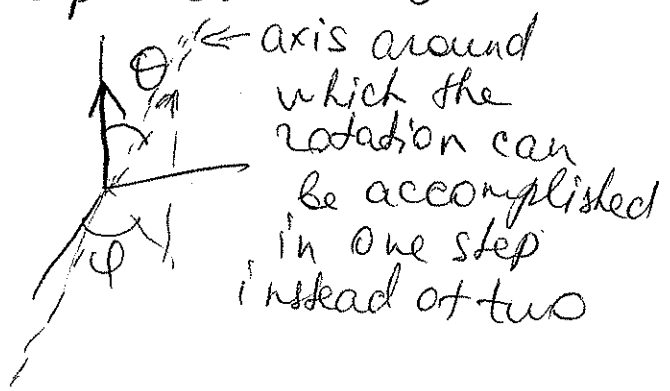 θ ← axis around
which the
rotation can
be accomplished
in one step
φ
instead of two